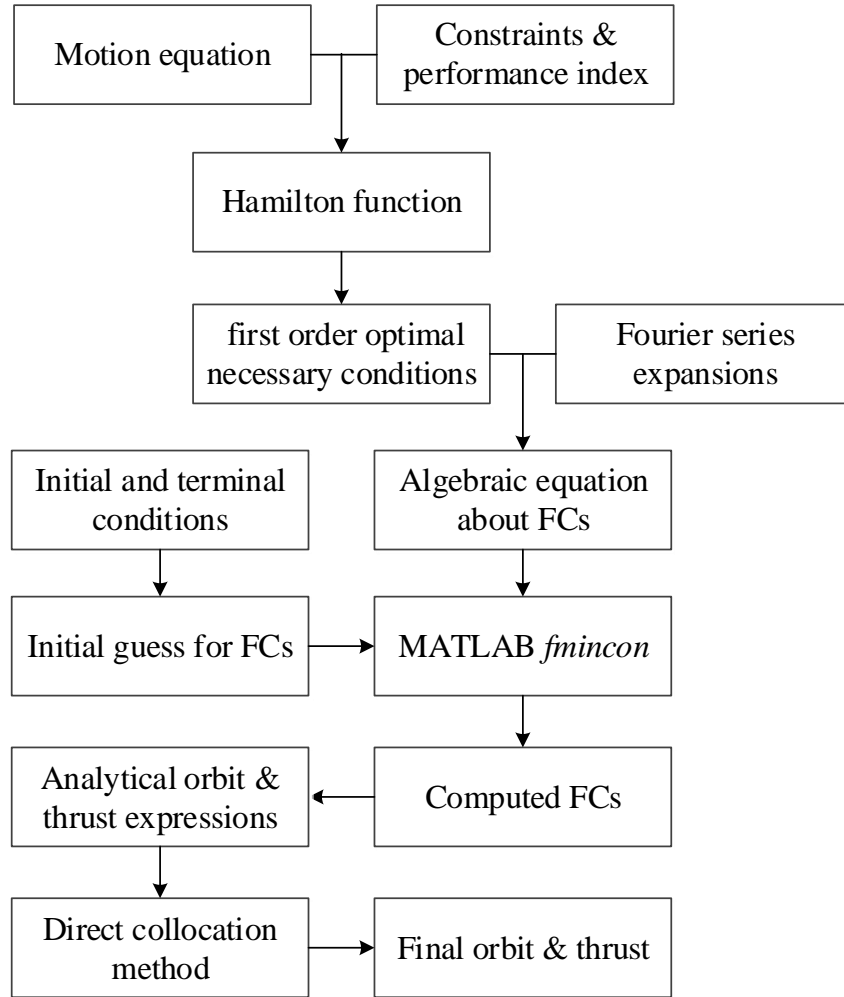 Motion equation
Constraints &
performance index
Hamilton function
first order optimal
necessary conditions
Fourier series
expansions
Initial and terminal
conditions
Algebraic equation
about FCs
Initial guess for FCs
MATLAB fmincon
Analytical orbit &
thrust expressions
Computed FCs
Direct collocation
method
Final orbit & thrust